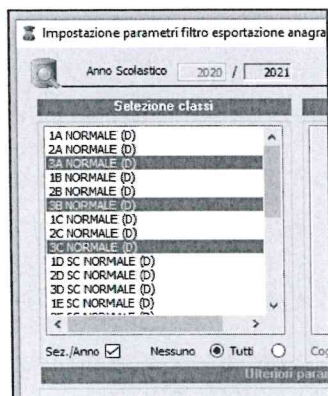 Impostazione parametri filtro esportazione anagra
Anno Scolastico 2020 / 2021
Selezione classi
1A NORMALE (D)
2A NORMALE (D)
3A NORMALE (D)
1B NORMALE (D)
2B NORMALE (D)
3B NORMALE (D)
1C NORMALE (D)
2C NORMALE (D)
3C NORMALE (D)
1D SC NORMALE (D)
2D SC NORMALE (D)
3D SC NORMALE (D)
1E SC NORMALE (D)
Sez./Anno Nessuno Tutti Cog
Ulteriori para